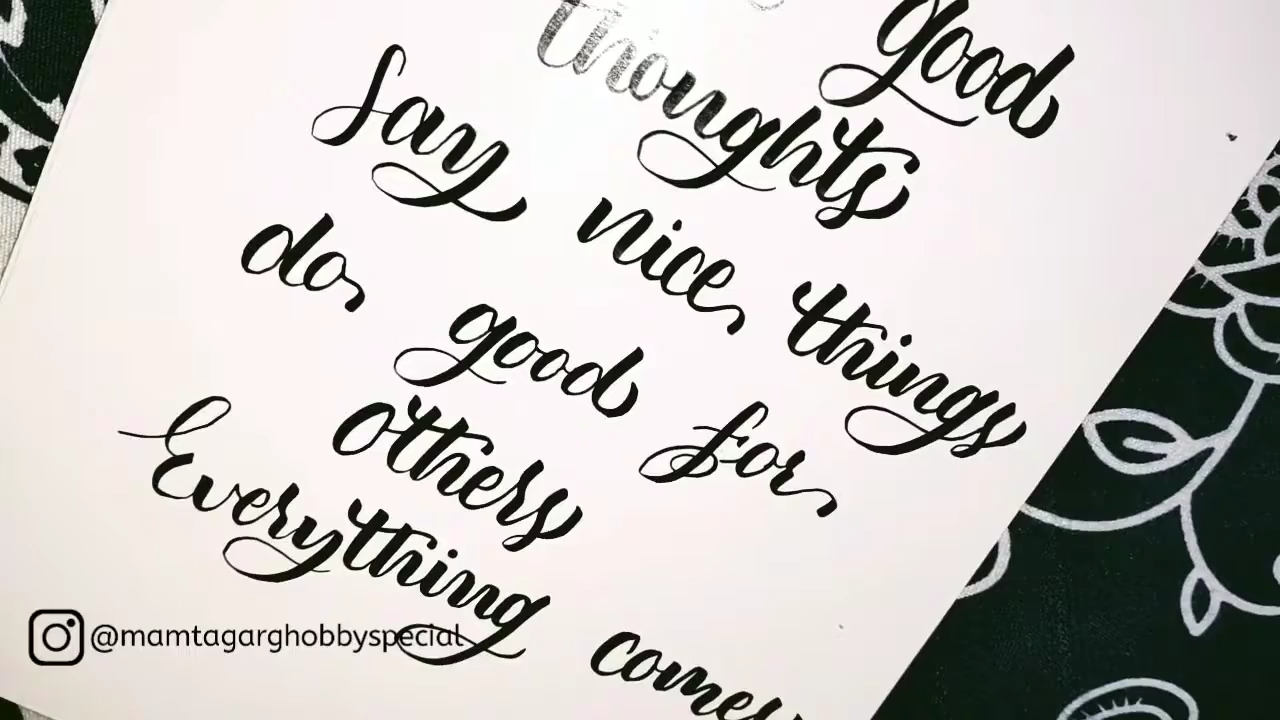 good
thoughts
Say nice things
do good for
others
Everything comes
@mamtagarghobbyspecial